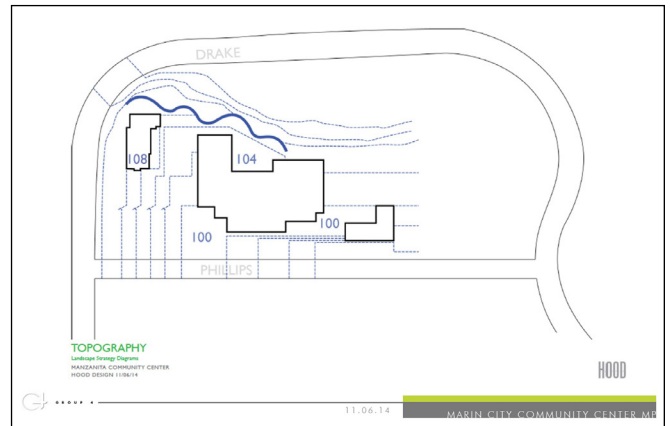 DRAKE
108
104
100
100
PHILLIPS
TOPOGRAPHY
Landscape Strategy Diagrams
MANZANITA COMMUNITY CENTER
HOOD DESIGN 11/06/14
HOOD
GROUP 4
11.06.14
MARIN CITY COMMUNITY CENTER MP